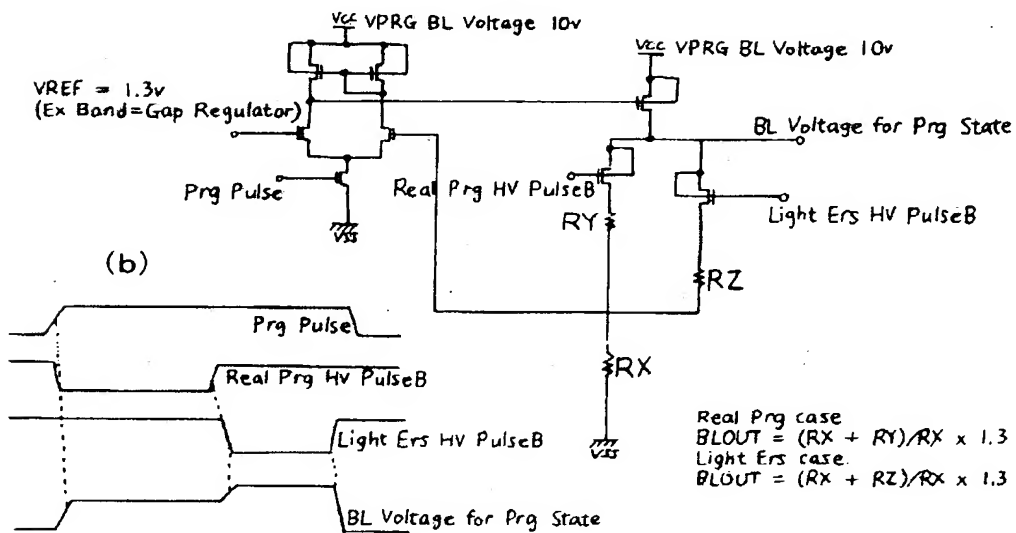 Vcc VPRG BL Voltage 10v
Vcc VPRG BL Voltage 10v
VREF = 1.3v
(Ex Band=Gap Regulator)
BL Voltage for Prg State
Prg Pulse
Real Prg HV PulseB
Light Ers HV PulseB
VSS
RY
RZ
RX
VSS
(b)
Prg Pulse
Real Prg HV PulseB
Light Ers HV PulseB
BL Voltage for Prg State
Real Prg case
BLOUT = (RX + RY)/RX x 1.3
Light Ers case.
BLOUT = (RX + RZ)/RX x 1.3